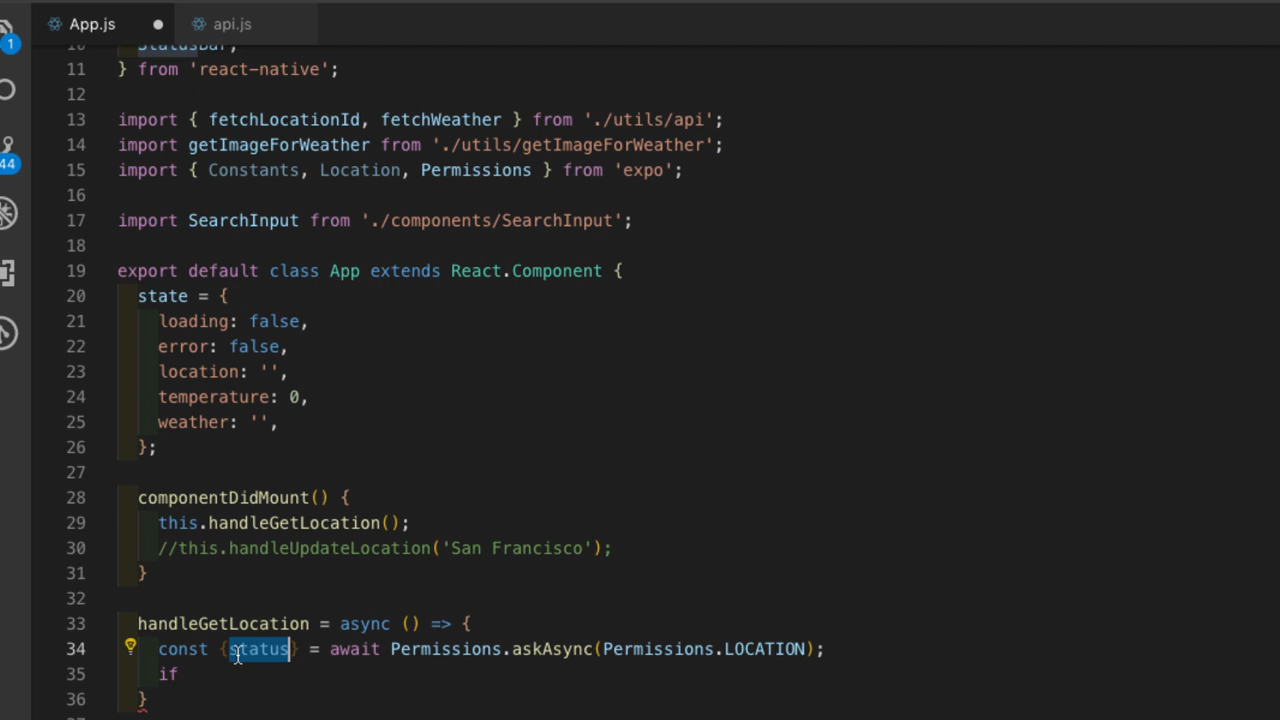 App.js ● api.js
1
10 StatusBar,
11 } from 'react-native';
12
13 import { fetchLocationId, fetchWeather } from './utils/api';
14 import getImageForWeather from './utils/getImageForWeather';
15 import { Constants, Location, Permissions } from 'expo';
44
16
17 import SearchInput from './components/SearchInput';
18
19 export default class App extends React.Component {
20 state = {
21 loading: false,
22 error: false,
23 location: '',
24 temperature: 0,
25 weather: '',
26 };
27
28 componentDidMount() {
29 this.handleGetLocation();
30 //this.handleUpdateLocation('San Francisco');
31 }
32
33 handleGetLocation = async () => {
34 const {status} = await Permissions.askAsync(Permissions.LOCATION);
35 if
36 }